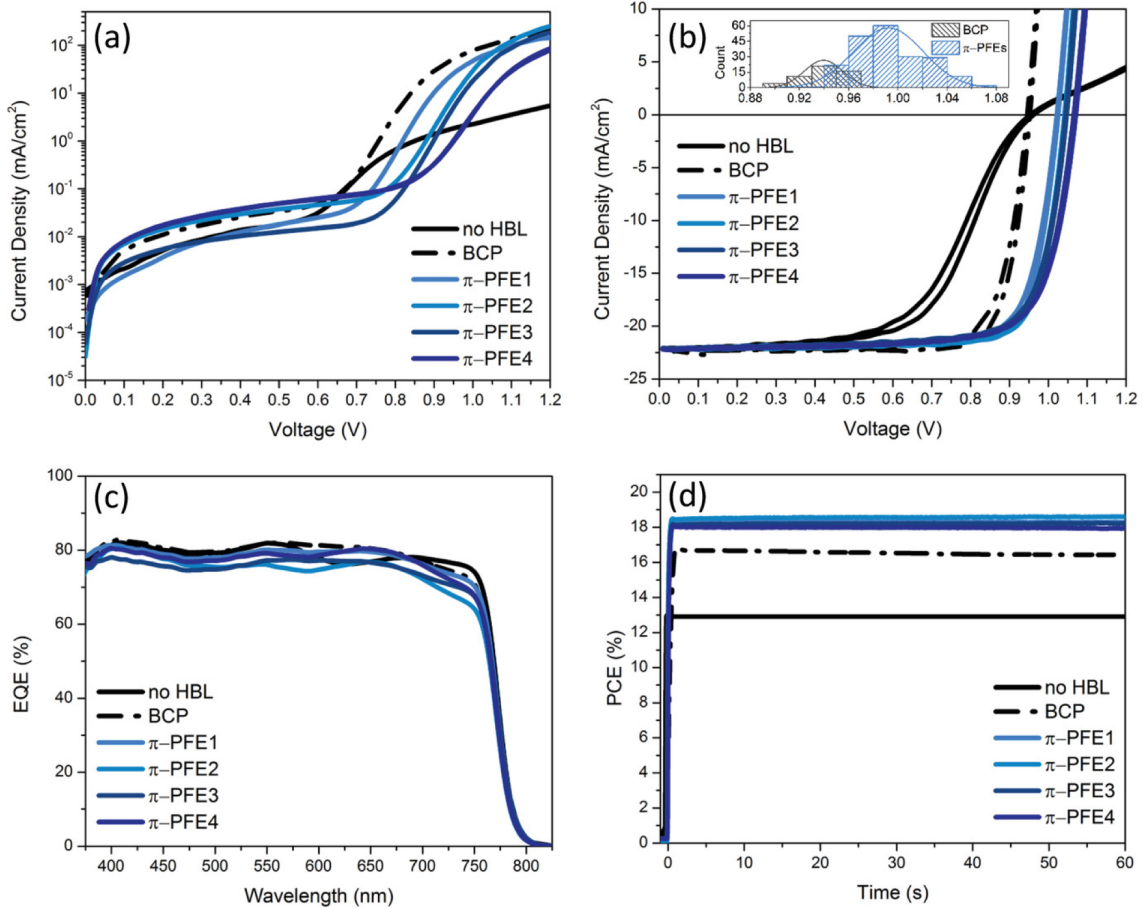 (a)
Current Density (mA/cm²)
10²
10¹
10⁰
10⁻¹
10⁻²
10⁻³
10⁻⁴
10⁻⁵
no HBL
BCP
π–PFE1
π–PFE2
π–PFE3
π–PFE4
0.0 0.1 0.2 0.3 0.4 0.5 0.6 0.7 0.8 0.9 1.0 1.1 1.2
Voltage (V)
(b)
Current Density (mA/cm²)
10
5
0
-5
-10
-15
-20
-25
Count
60
45
30
15
0
BCP
π–PFEs
0.88 0.92 0.96 1.00 1.04 1.08
no HBL
BCP
π–PFE1
π–PFE2
π–PFE3
π–PFE4
0.0 0.1 0.2 0.3 0.4 0.5 0.6 0.7 0.8 0.9 1.0 1.1 1.2
Voltage (V)
(c)
EQE (%)
100
80
60
40
20
0
no HBL
BCP
π–PFE1
π–PFE2
π–PFE3
π–PFE4
400 450 500 550 600 650 700 750 800
Wavelength (nm)
(d)
PCE (%)
20
18
16
14
12
10
8
6
4
2
0
no HBL
BCP
π–PFE1
π–PFE2
π–PFE3
π–PFE4
0 10 20 30 40 50 60
Time (s)